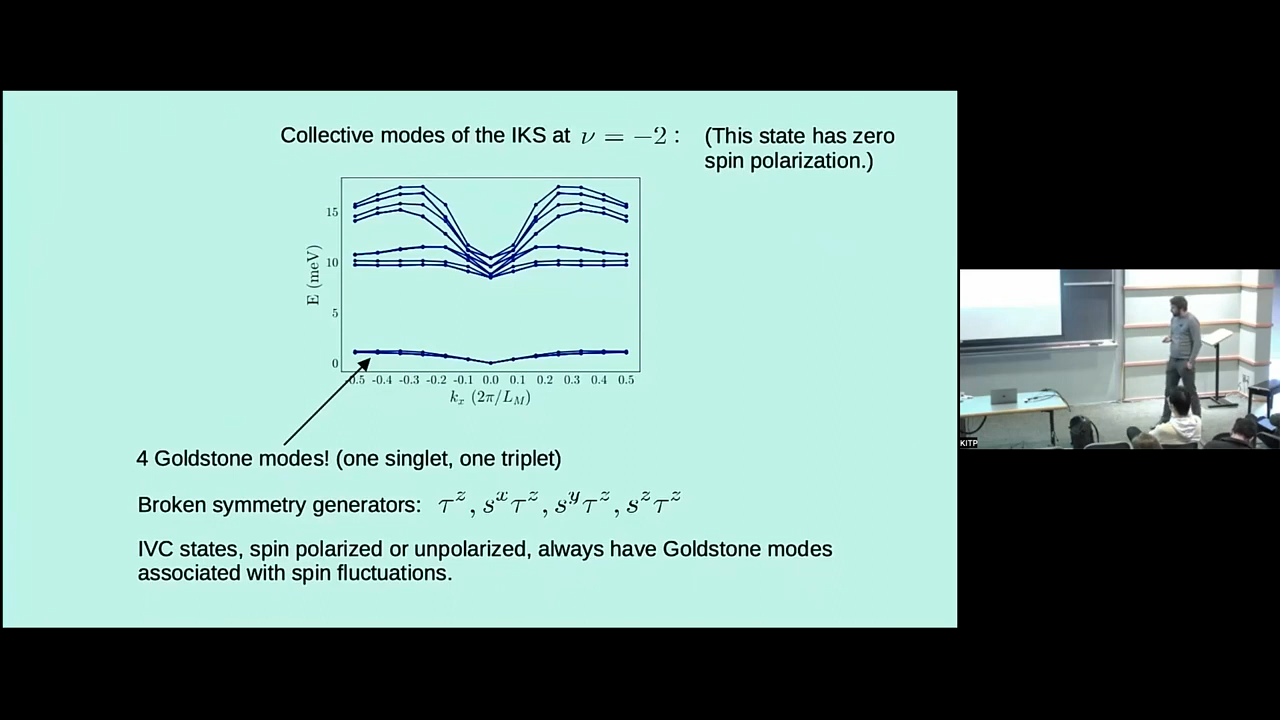 Collective modes of the IKS at ν = −2 : (This state has zero
spin polarization.)
15
10
5
0
E (meV)
-0.5 -0.4 -0.3 -0.2 -0.1 0.0 0.1 0.2 0.3 0.4 0.5
k_x (2π/L_M)
4 Goldstone modes! (one singlet, one triplet)
Broken symmetry generators: τ^z, s^x τ^z, s^y τ^z, s^z τ^z
IVC states, spin polarized or unpolarized, always have Goldstone modes
associated with spin fluctuations.
KITP